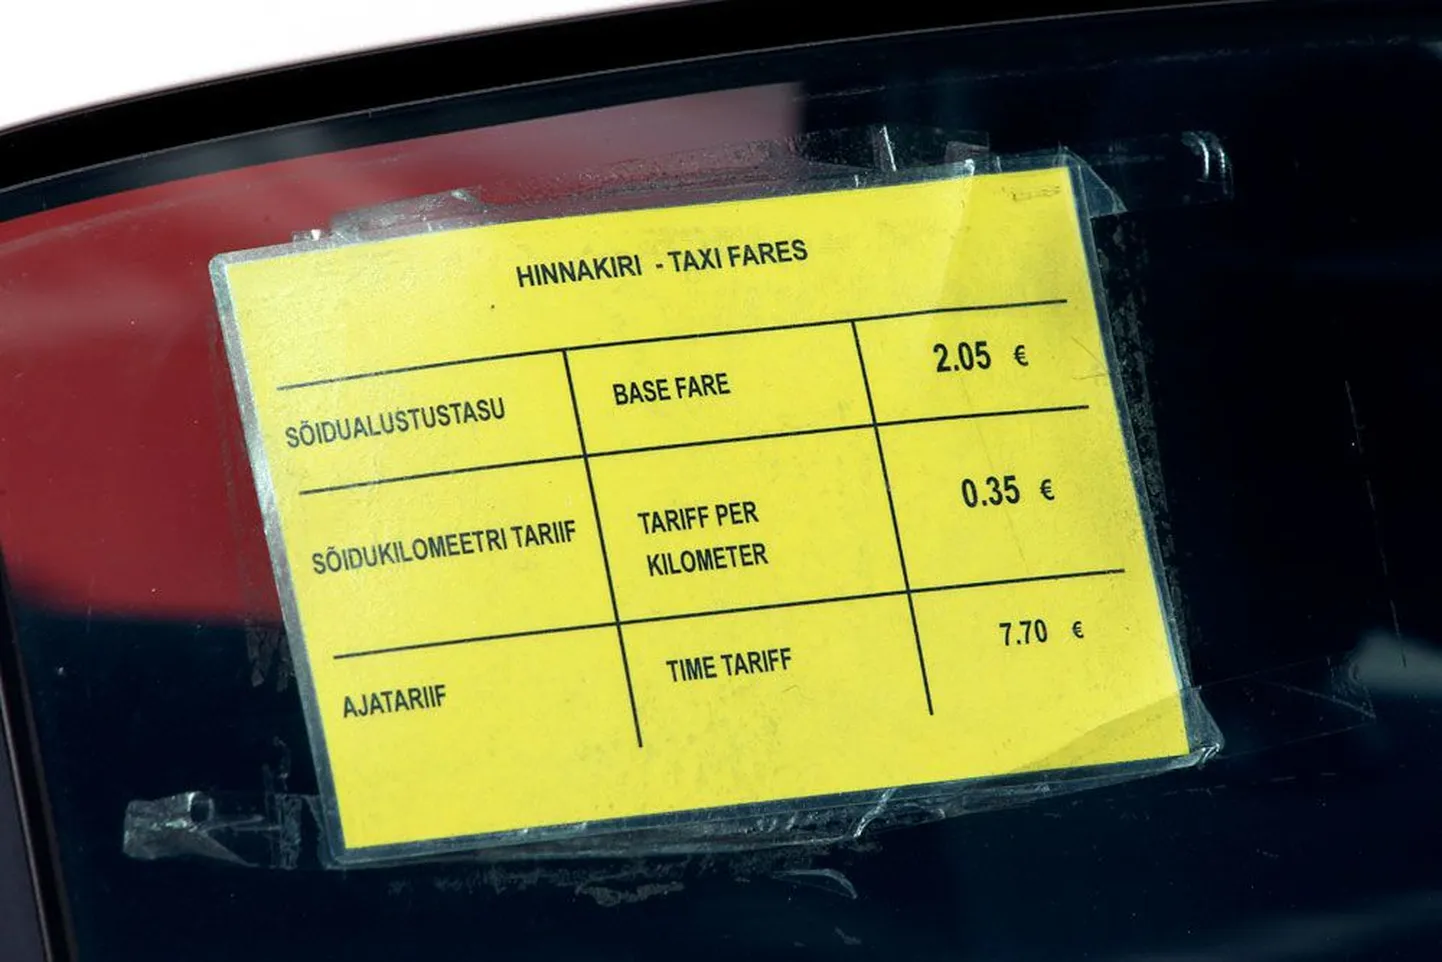 HINNAKIRI - TAXI FARES
SÕIDUALUSTUSTASU BASE FARE 2.05 €
SÕIDUKILOMEETRI TARIIF TARIFF PER KILOMETER 0.35 €
AJATARIIF TIME TARIFF 7.70 €